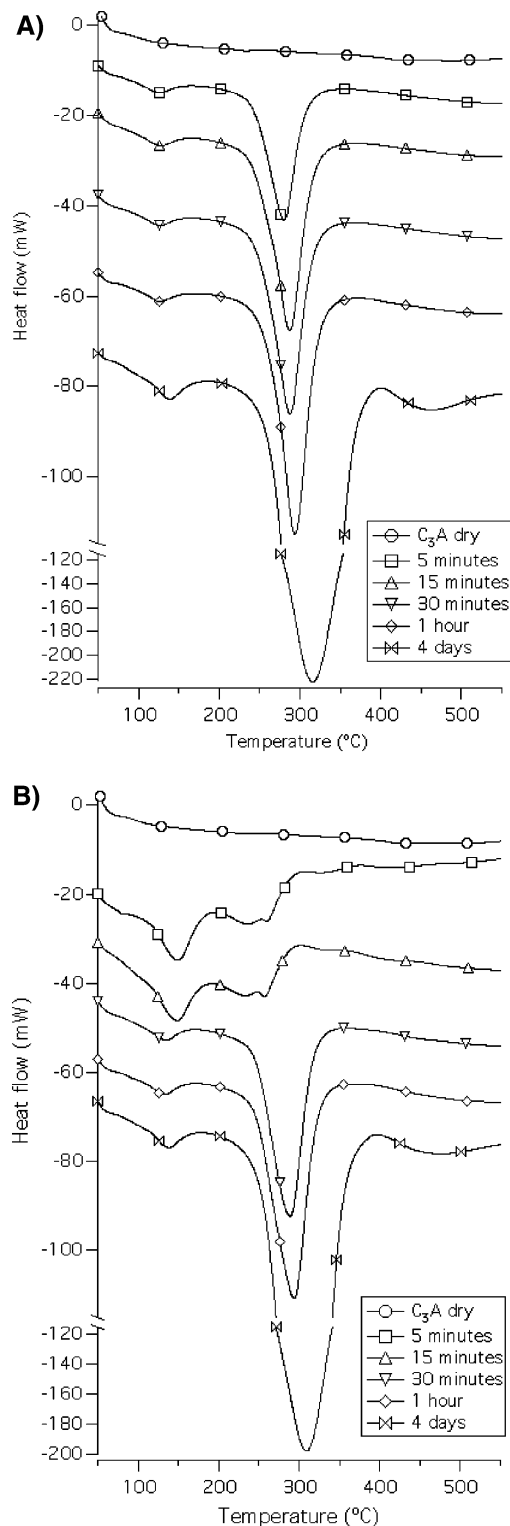 A)
0
-20
-40
-60
-80
-100
-120
-140
-160
-180
-200
-220
Heat flow (mW)
C₃A dry
5 minutes
15 minutes
30 minutes
1 hour
4 days
100 200 300 400 500
Temperature (ºC)
B)
0
-20
-40
-60
-80
-100
-120
-140
-160
-180
-200
Heat flow (mW)
C₃A dry
5 minutes
15 minutes
30 minutes
1 hour
4 days
100 200 300 400 500
Temperature (ºC)